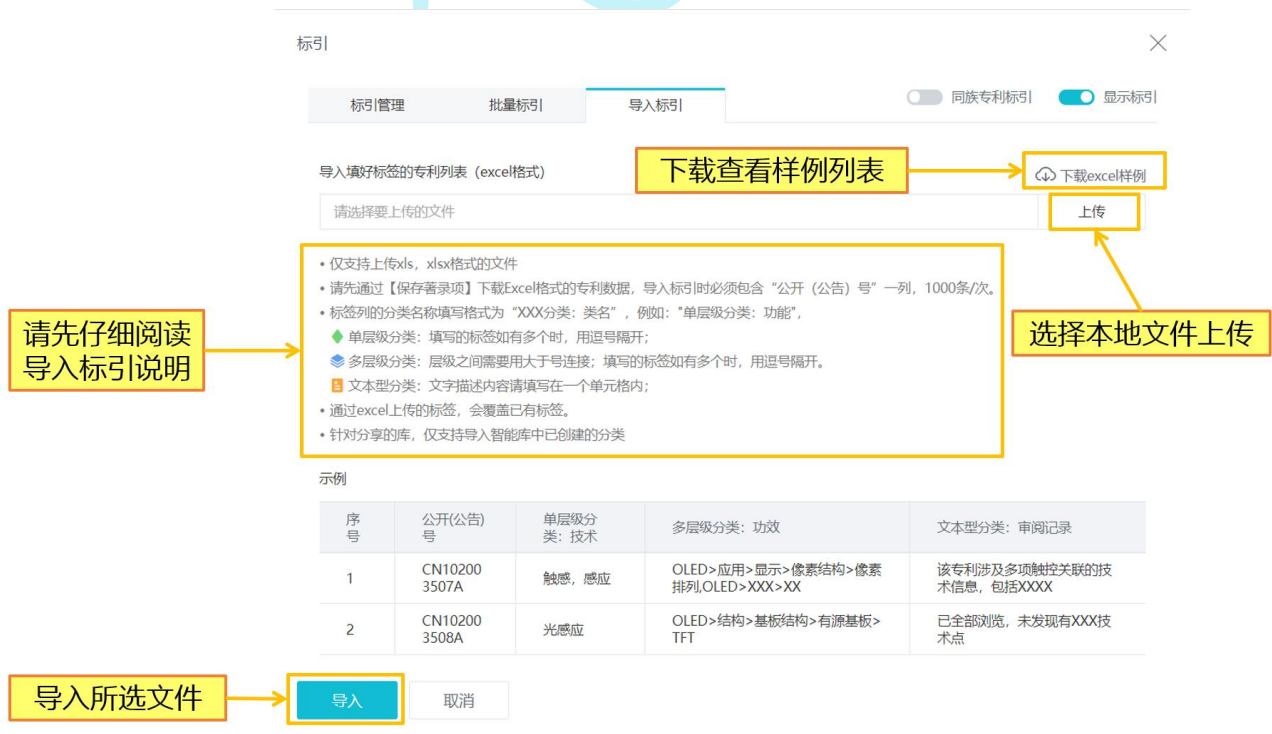 标引
标引管理
批量标引
导入标引
同族专利标引
显示标引
导入填好标签的专利列表（excel格式）
下载查看样例列表
下载excel样例
请选择要上传的文件
上传
• 仅支持上传xls，xlsx格式的文件
• 请先通过【保存著录项】下载Excel格式的专利数据，导入标引时必须包含“公开（公告）号”一列，1000条/次。
• 标签列的分类名称填写格式为“XXX分类：类名”，例如："单层级分类：功能"，
单层级分类：填写的标签如有多个时，用逗号隔开；
多层级分类：层级之间需要用大于号连接；填写的标签如有多个时，用逗号隔开。
文本型分类：文字描述内容请填写在一个单元格内；
• 通过excel上传的标签，会覆盖已有标签。
• 针对分享的库，仅支持导入智能库中已创建的分类
请先仔细阅读
导入标引说明
选择本地文件上传
示例
序
号
公开(公告)
号
单层级分
类：技术
多层级分类：功效
文本型分类：审阅记录
1
CN10200
3507A
触感，感应
OLED>应用>显示>像素结构>像素
排列,OLED>XXX>XX
该专利涉及多项触控关联的技
术信息，包括XXXX
2
CN10200
3508A
光感应
OLED>结构>基板结构>有源基板>
TFT
已全部浏览，未发现有XXX技
术点
导入所选文件
导入
取消